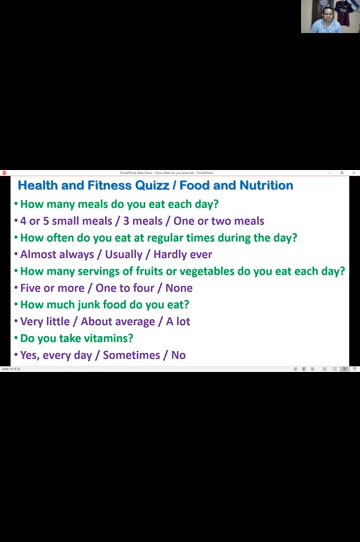 PowerPoint Slide Show - 
Health and Fitness Quizz / Food and Nutrition
• How many meals do you eat each day?
• 4 or 5 small meals / 3 meals / One or two meals
• How often do you eat at regular times during the day?
• Almost always / Usually / Hardly ever
• How many servings of fruits or vegetables do you eat each day?
• Five or more / One to four / None
• How much junk food do you eat?
• Very little / About average / A lot
• Do you take vitamins?
• Yes, every day / Sometimes / No